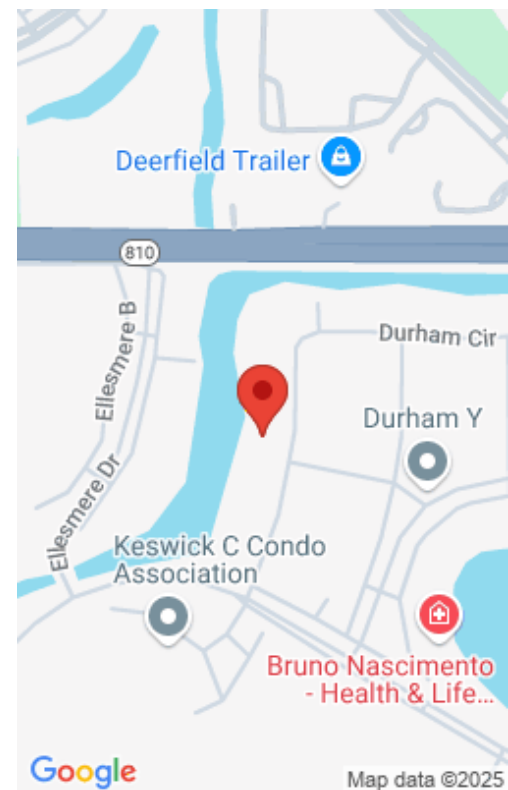 Deerfield Trailer
810
Ellesmere B
Durham Cir
Durham Y
Ellesmere Dr
Keswick C Condo
Association
Bruno Nascimento
- Health & Life...
Google
Map data ©2025